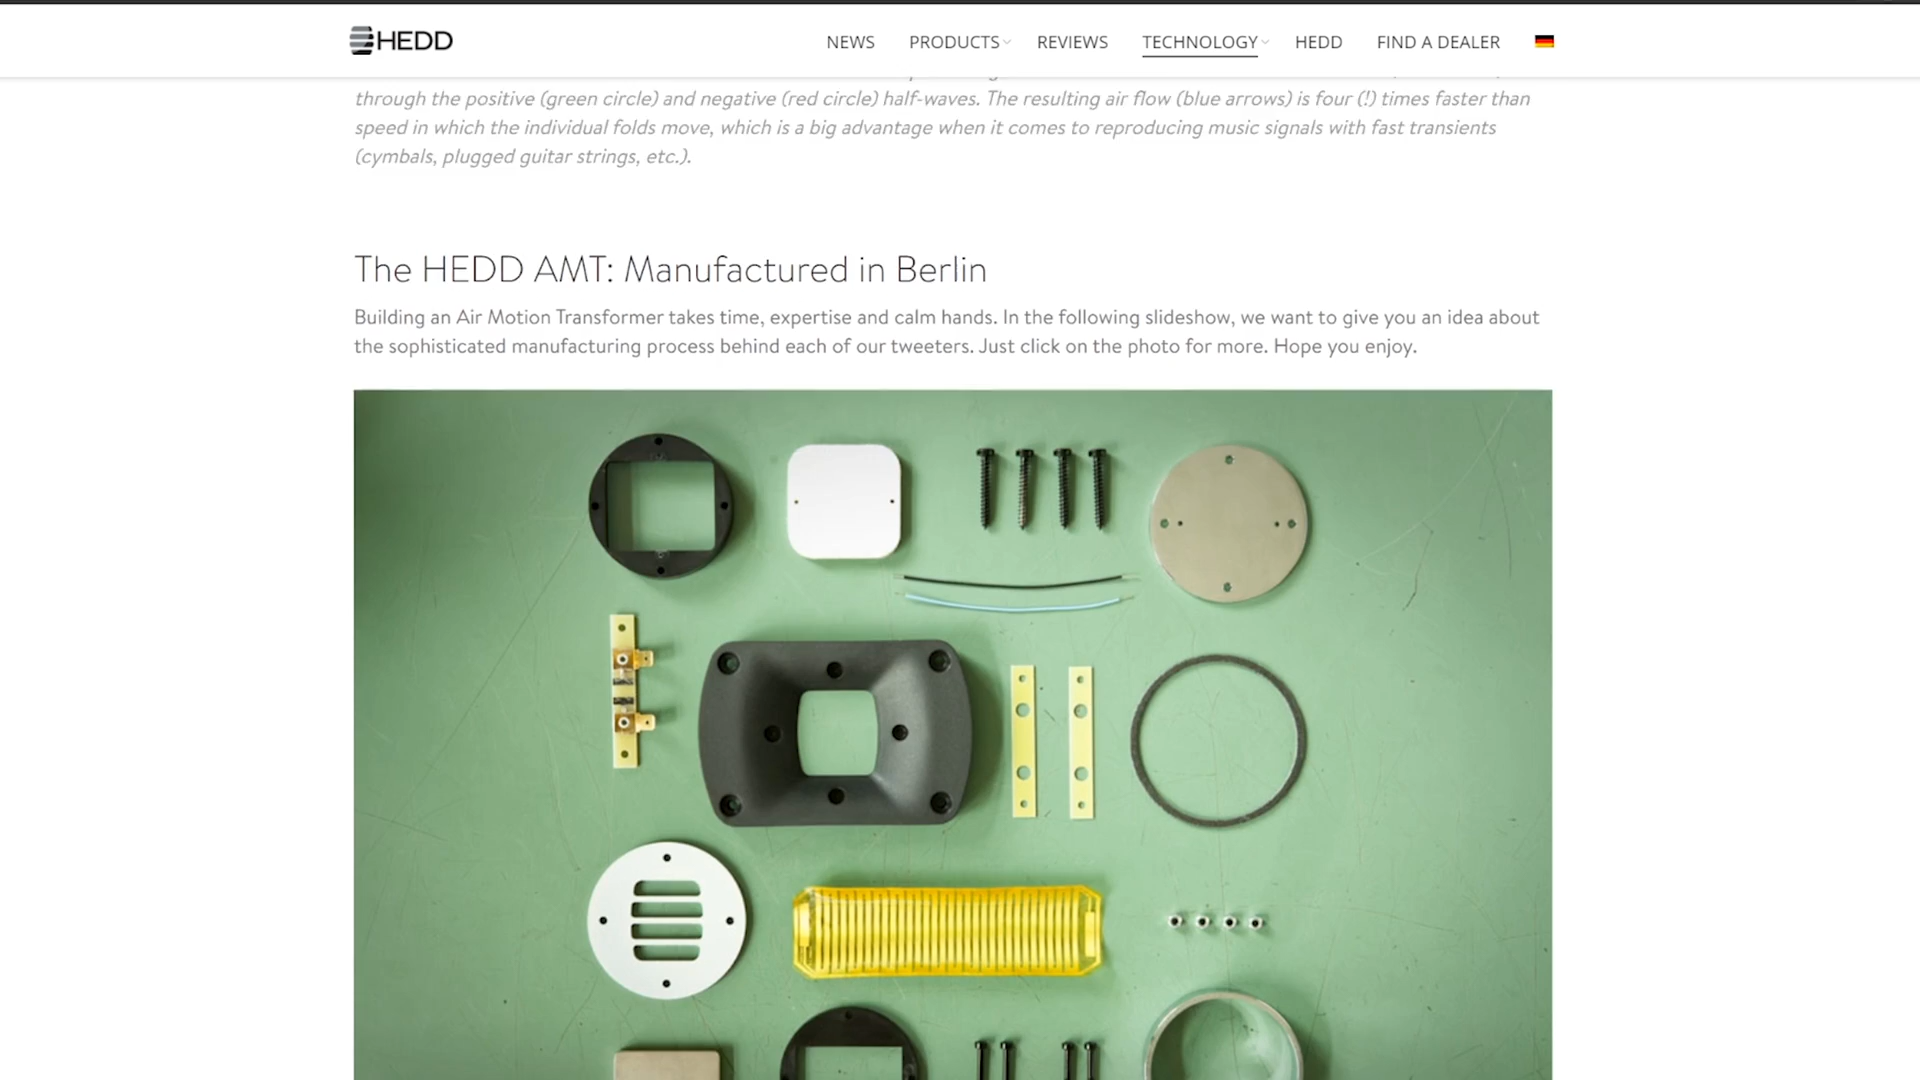 HEDD
NEWS PRODUCTS REVIEWS TECHNOLOGY HEDD FIND A DEALER
through the positive (green circle) and negative (red circle) half-waves. The resulting air flow (blue arrows) is four (!) times faster than
speed in which the individual folds move, which is a big advantage when it comes to reproducing music signals with fast transients
(cymbals, plugged guitar strings, etc.).
The HEDD AMT: Manufactured in Berlin
Building an Air Motion Transformer takes time, expertise and calm hands. In the following slideshow, we want to give you an idea about
the sophisticated manufacturing process behind each of our tweeters. Just click on the photo for more. Hope you enjoy.